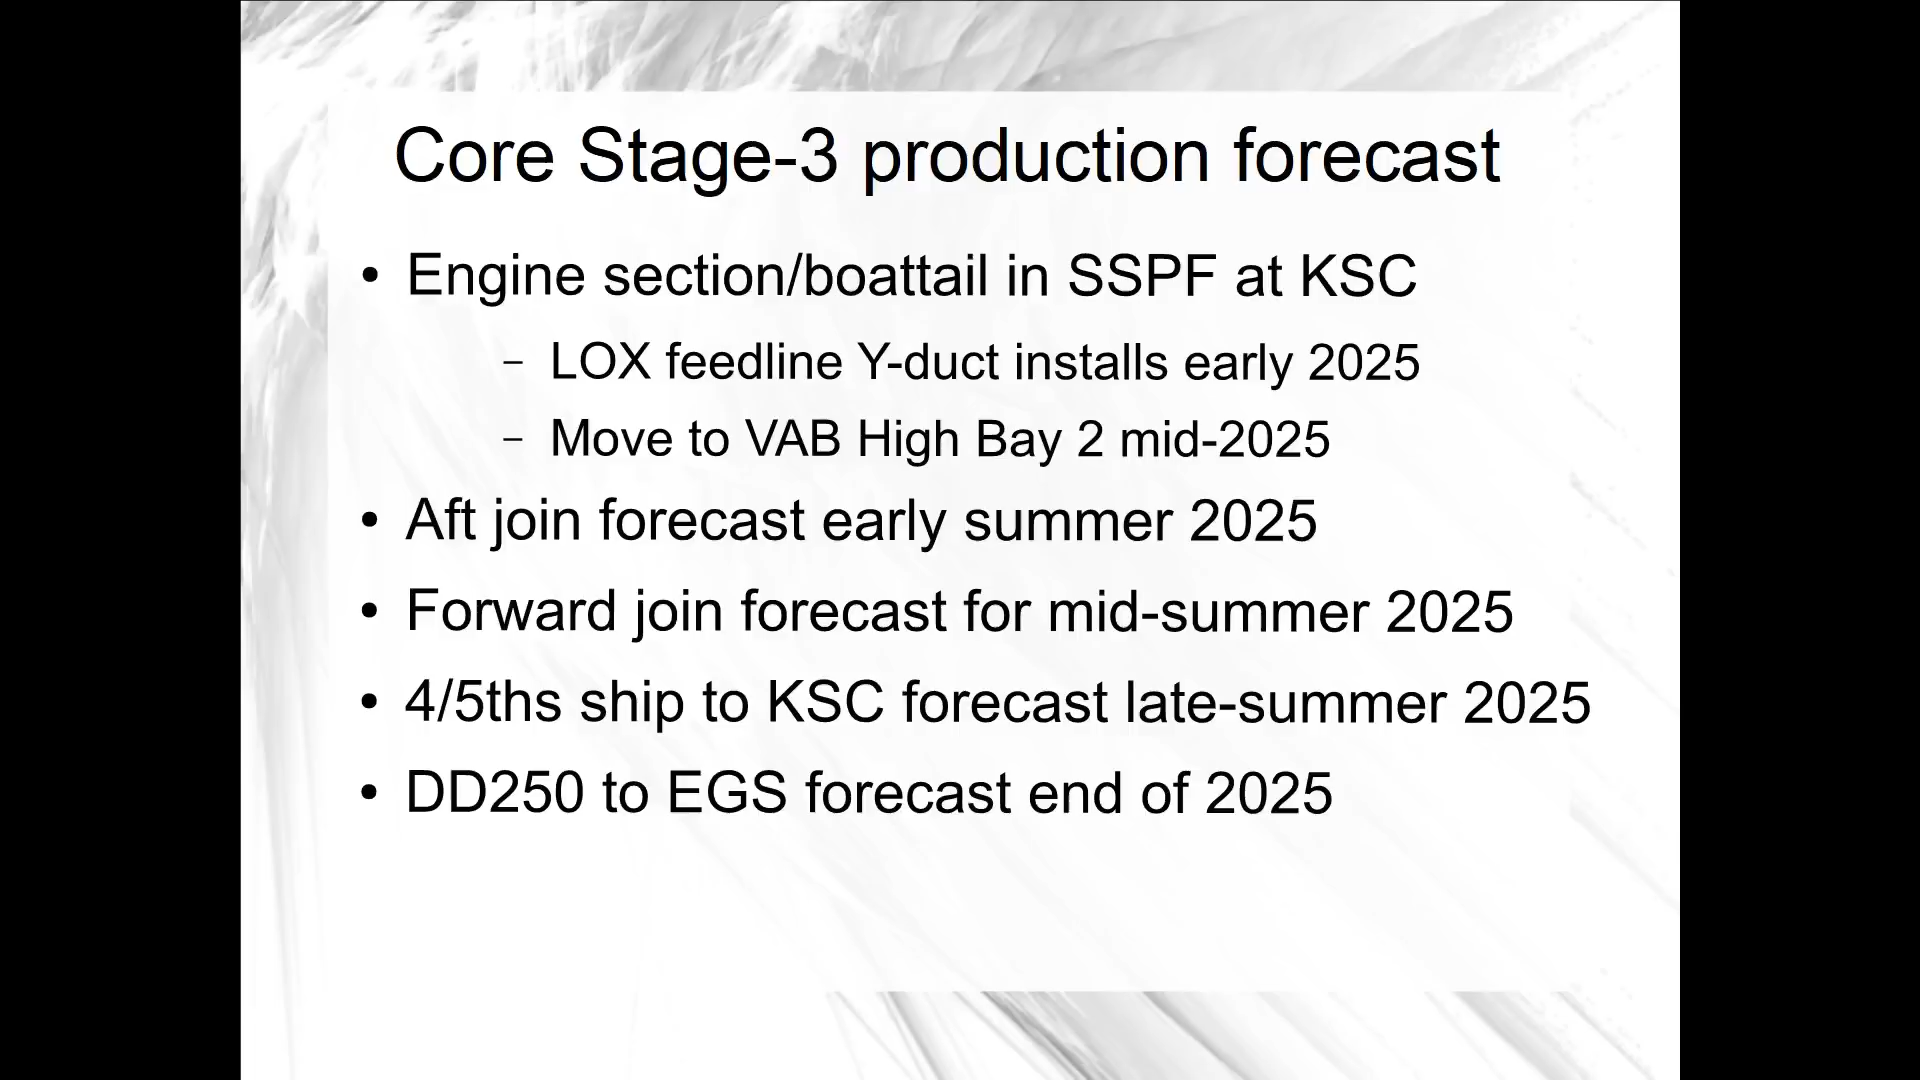 Core Stage-3 production forecast
• Engine section/boattail in SSPF at KSC
– LOX feedline Y-duct installs early 2025
– Move to VAB High Bay 2 mid-2025
• Aft join forecast early summer 2025
• Forward join forecast for mid-summer 2025
• 4/5ths ship to KSC forecast late-summer 2025
• DD250 to EGS forecast end of 2025